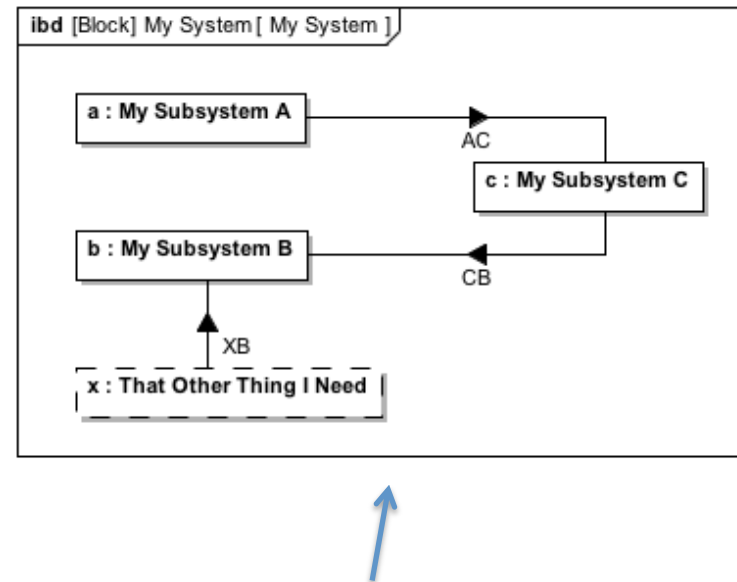 ibd [Block] My System [ My System ]
a : My Subsystem A
AC
c : My Subsystem C
b : My Subsystem B
CB
XB
x : That Other Thing I Need